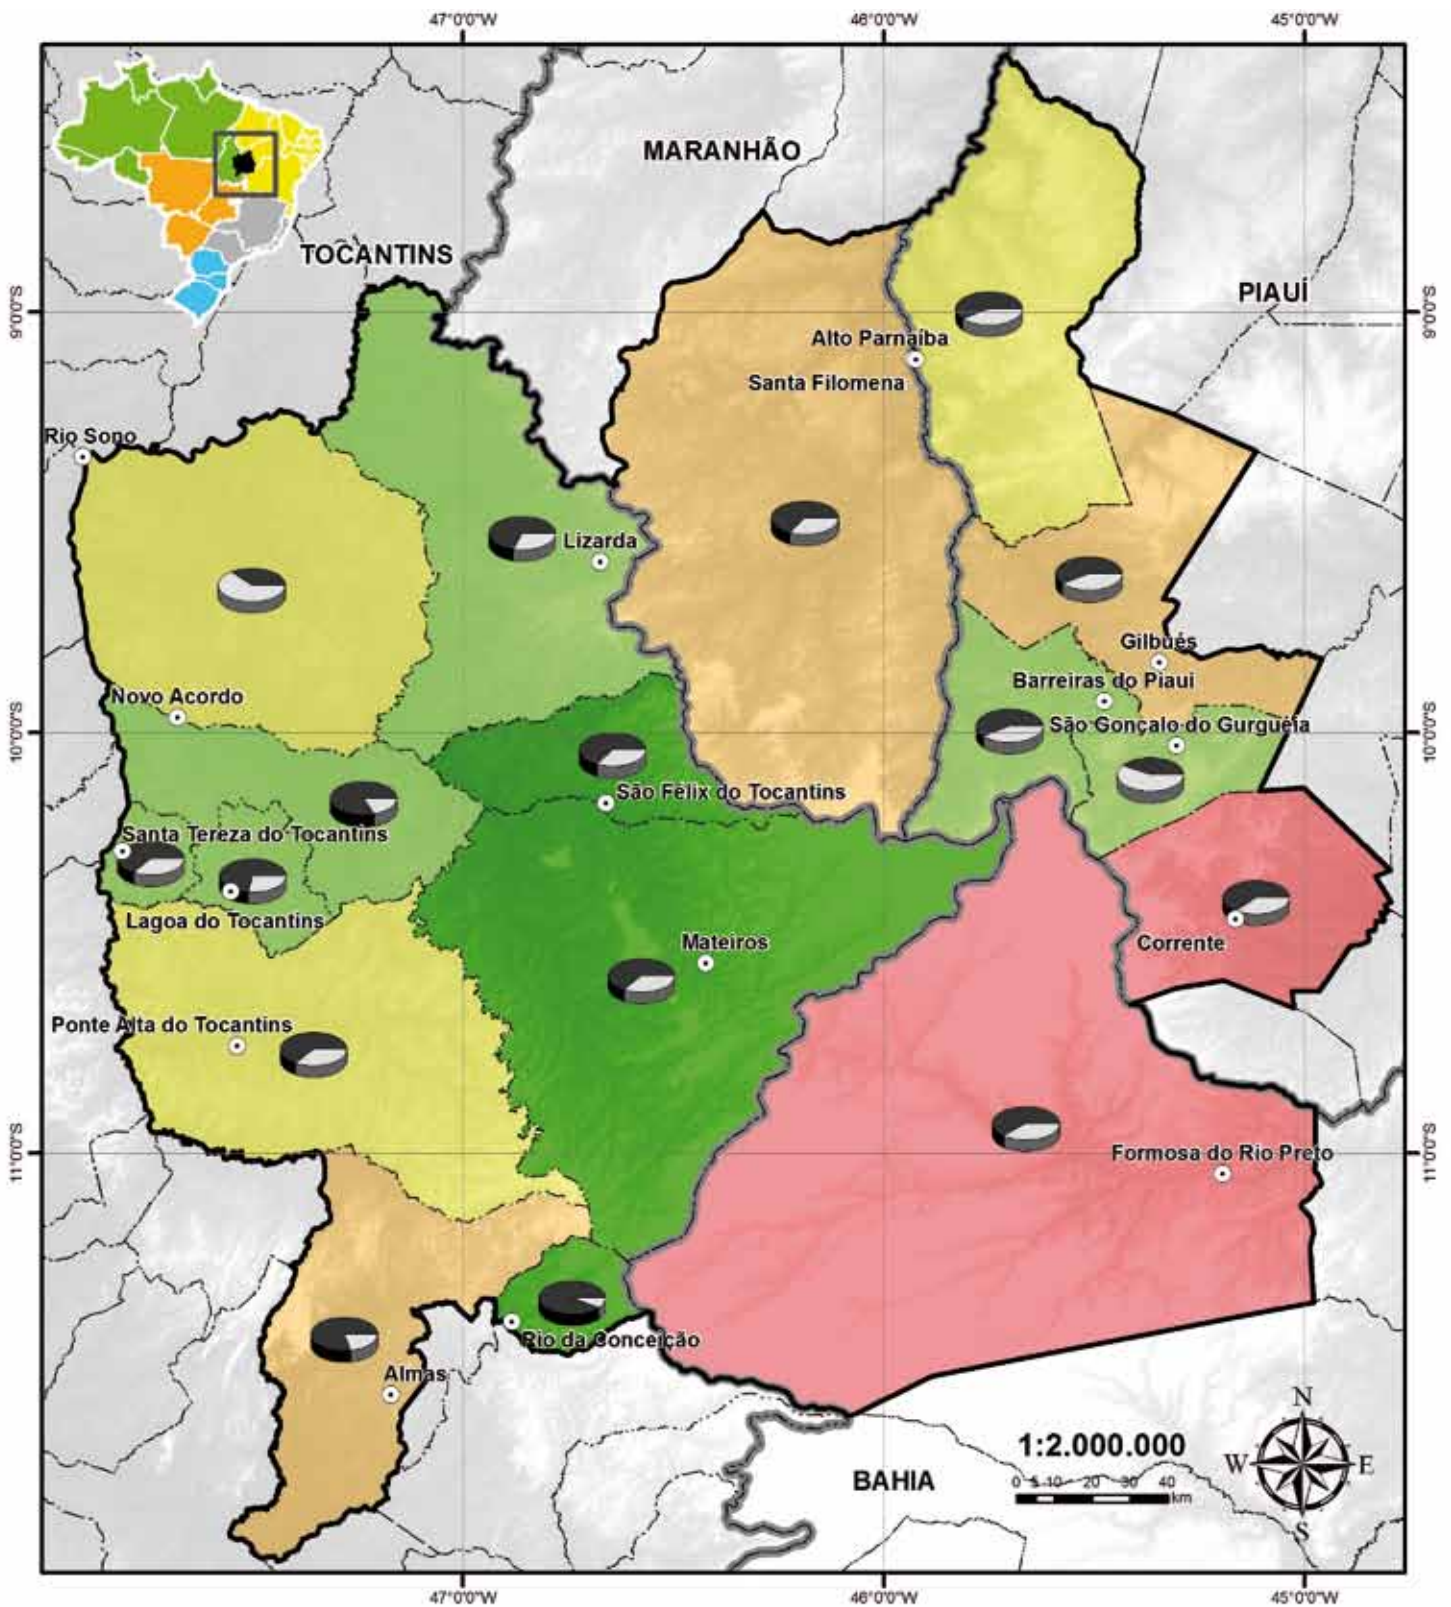 47°0'0"W
46°0'0"W
45°0'0"W
MARANHÃO
TOCANTINS
PIAUÍ
9°0'0"S
9°0'0"S
Alto Parnaíba
Santa Filomena
Rio Sono
Lizarda
Gilbués
Barreiras do Piaui
Novo Acordo
São Gonçalo do Gurguéia
10°0'0"S
10°0'0"S
São Félix do Tocantins
Santa Tereza do Tocantins
Lagoa do Tocantins
Mateiros
Corrente
Ponte Alta do Tocantins
11°0'0"S
11°0'0"S
Formosa do Rio Preto
Rio da Conceição
Almas
N
1:2.000.000
W
E
BAHIA
0 5 10 20 30 40
km
S
47°0'0"W
46°0'0"W
45°0'0"W